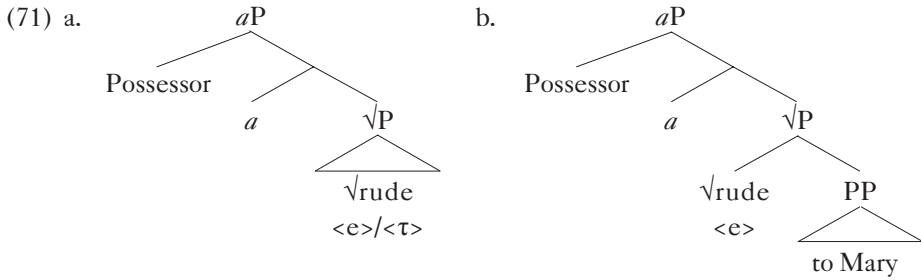 (71) a. aP b. aP
Possessor Possessor
a √P a √P
√rude √rude PP
<e>/<τ> <e>
to Mary